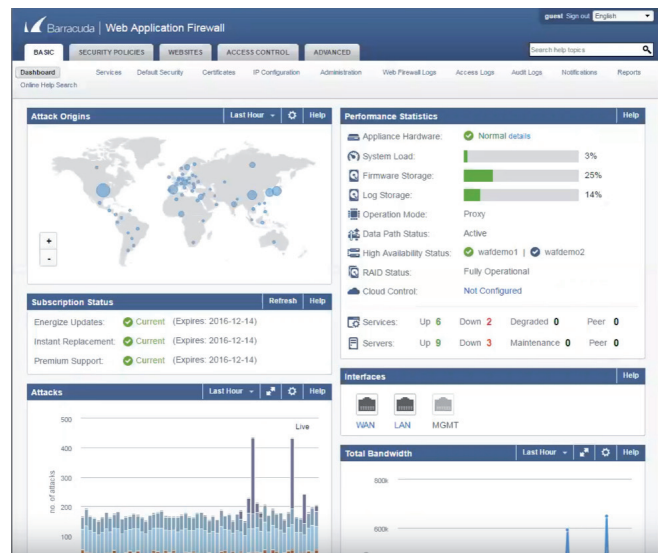 guest Sign out English
Barracuda | Web Application Firewall
BASIC SECURITY POLICIES WEBSITES ACCESS CONTROL ADVANCED Search help topics
Dashboard Services Default Security Certificates IP Configuration Administration Web Firewall Logs Access Logs Audit Logs Notifications Reports
Online Help Search
Attack Origins Last Hour Help
+
-
Subscription Status Refresh Help
Energize Updates: Current (Expires: 2016-12-14)
Instant Replacement: Current (Expires: 2016-12-14)
Premium Support: Current (Expires: 2016-12-14)
Attacks Last Hour Help
Live
no. of attacks
500
400
300
200
100
Performance Statistics Help
Appliance Hardware: Normal details
System Load: 3%
Firmware Storage: 25%
Log Storage: 14%
Operation Mode: Proxy
Data Path Status: Active
High Availability Status: wafdemo1 | wafdemo2
RAID Status: Fully Operational
Cloud Control: Not Configured
Services: Up 6 Down 2 Degraded 0 Peer 0
Servers: Up 9 Down 3 Maintenance 0 Peer 0
Interfaces Help
WAN LAN MGMT
Total Bandwidth Last Hour Help
800k
600k